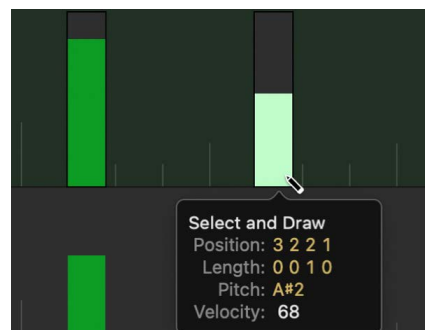 Select and Draw
Position: 3 2 2 1
Length: 0 0 1 0
Pitch: A#2
Velocity: 68